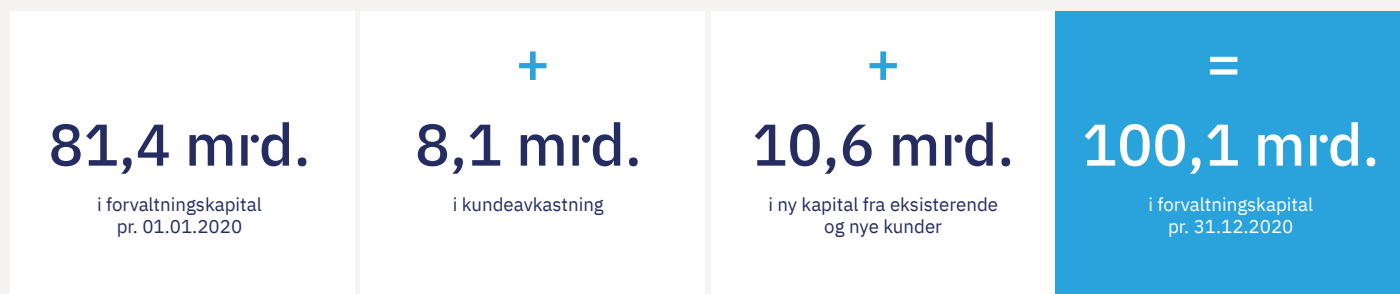 81,4 mrd.
i forvaltningskapital
pr. 01.01.2020
+
8,1 mrd.
i kundeavkastning
+
10,6 mrd.
i ny kapital fra eksisterende
og nye kunder
=
100,1 mrd.
i forvaltningskapital
pr. 31.12.2020